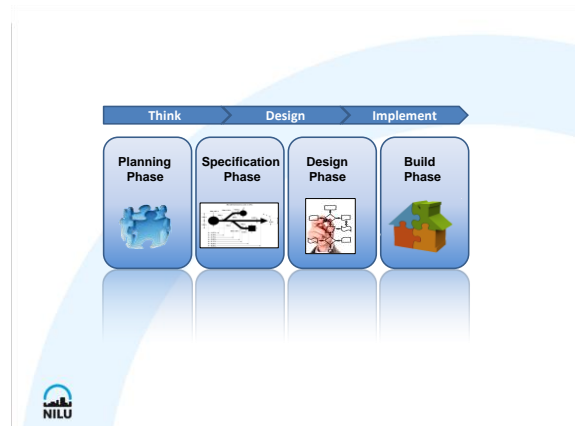 Think Design Implement
Planning Specification Design Build
Phase Phase Phase Phase
NILU